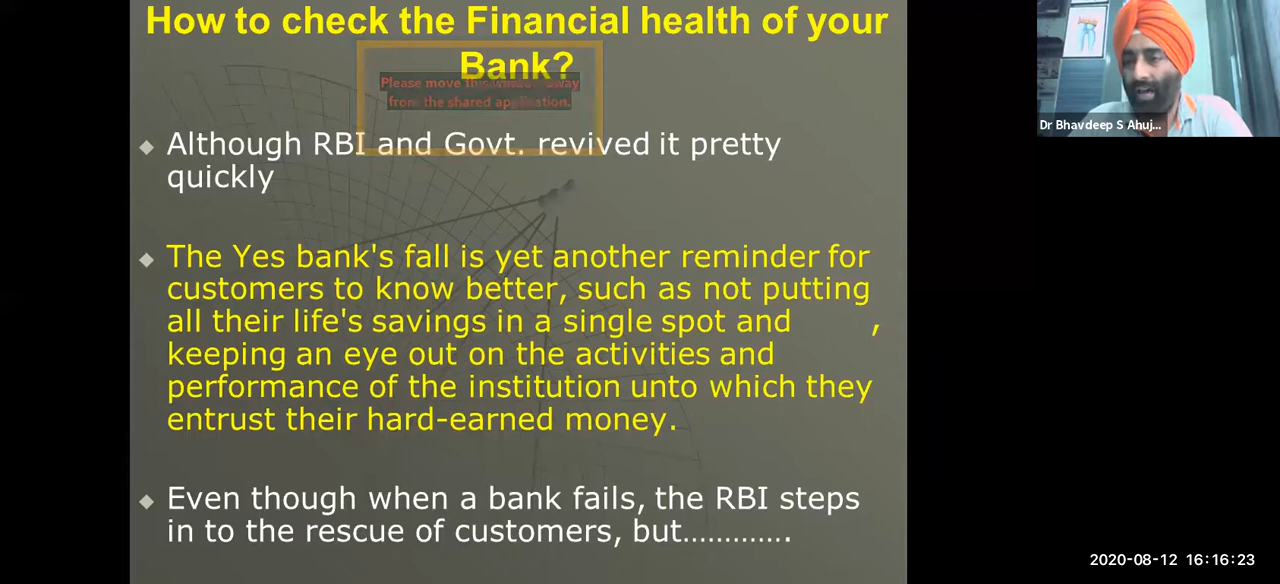 How to check the Financial health of your
Bank?
Please move this window away
from the shared application.
Although RBI and Govt. revived it pretty
quickly
The Yes bank's fall is yet another reminder for
customers to know better, such as not putting
all their life's savings in a single spot and ,
keeping an eye out on the activities and
performance of the institution unto which they
entrust their hard-earned money.
Even though when a bank fails, the RBI steps
in to the rescue of customers, but………….
Dr Bhavdeep S Ahuj...
2020-08-12 16:16:23